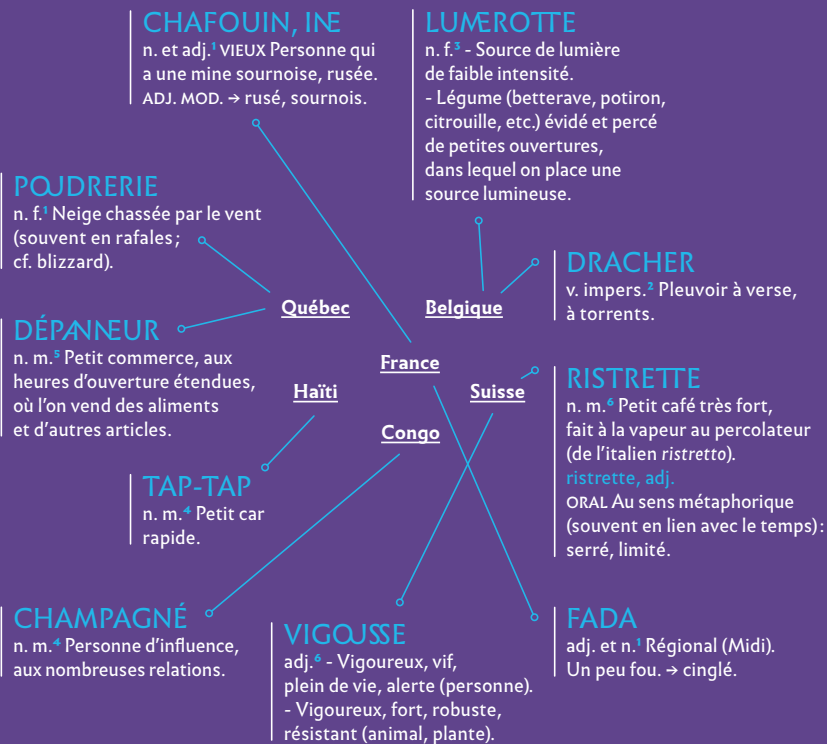 CHAFOUIN, INE
n. et adj.¹ VIEUX Personne qui
a une mine sournoise, rusée.
ADJ. MOD. → rusé, sournois.
LUMEROTTE
n. f.³ - Source de lumière
de faible intensité.
- Légume (betterave, potiron,
citrouille, etc.) évidé et percé
de petites ouvertures,
dans lequel on place une
source lumineuse.
POUDRERIE
n. f.¹ Neige chassée par le vent
(souvent en rafales ;
cf. blizzard).
DRACHER
v. impers.² Pleuvoir à verse,
à torrents.
Québec
Belgique
DÉPANNEUR
n. m.⁵ Petit commerce, aux
heures d'ouverture étendues,
où l'on vend des aliments
et d'autres articles.
France
Haïti
Suisse
Congo
RISTRETTE
n. m.⁶ Petit café très fort,
fait à la vapeur au percolateur
(de l'italien ristretto).
ristrette, adj.
ORAL Au sens métaphorique
(souvent en lien avec le temps) :
serré, limité.
TAP-TAP
n. m.⁴ Petit car
rapide.
CHAMPAGNÉ
n. m.⁴ Personne d'influence,
aux nombreuses relations.
VIGOUSSE
adj.⁶ - Vigoureux, vif,
plein de vie, alerte (personne).
- Vigoureux, fort, robuste,
résistant (animal, plante).
FADA
adj. et n.¹ Régional (Midi).
Un peu fou. → cinglé.